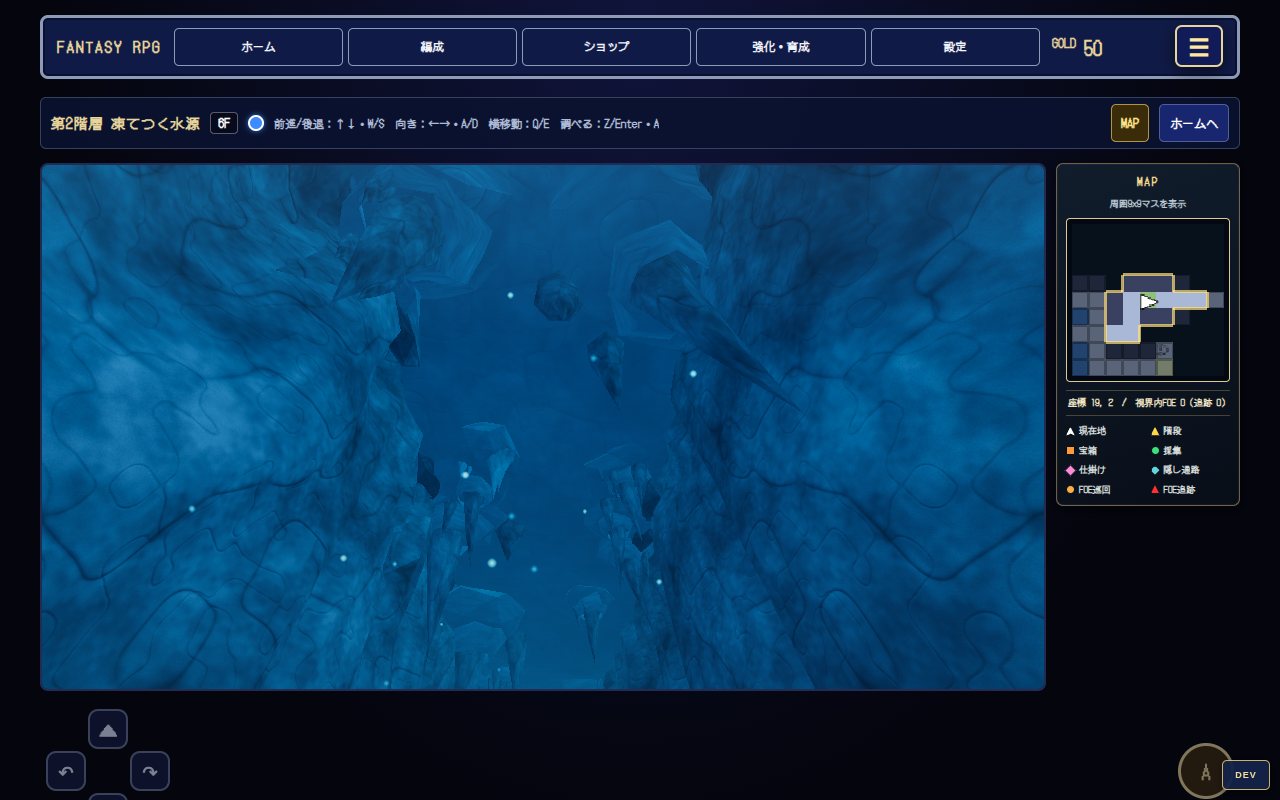 FANTASY RPG
ホーム
編成
ショップ
強化・育成
設定
GOLD 50
第2階層 凍てつく水源
6F
前進/後退：↑↓・W/S 向き：←→・A/D 横移動：Q/E 調べる：Z/Enter・A
MAP
ホームへ
MAP
周囲9x9マスを表示
座標 19, 2 / 視界内FOE 0 (追跡 0)
現在地
階段
宝箱
採集
仕掛け
隠し通路
FOE巡回
FOE追跡
A
DEV